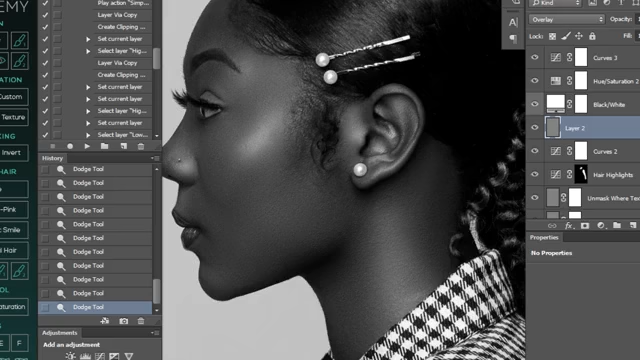 EMY
ATION
Custom
Texture
ING
Invert
HAIR
-Pink
Smile
l Hair
OL
aturation
S
E
F
Play action "Simp...
Layer Via Copy
Create Clipping ...
Set current layer
Select layer "Hig...
Layer Via Copy
Create Clipping ...
Set current layer
Set current layer
Select layer "Hig...
Set current layer
Select layer "Low...
History
Dodge Tool
Dodge Tool
Dodge Tool
Dodge Tool
Dodge Tool
Dodge Tool
Dodge Tool
Dodge Tool
Dodge Tool
Dodge Tool
Dodge Tool
Adjustments
Add an adjustment
A|
¶
Kind
Overlay
Opacity:
Lock:
Fill:
Curves 3
Hue/Saturation 2
Black/White
Layer 2
Curves 2
Hair Highlights
Unmask Where Tex
fx
Properties
No Properties